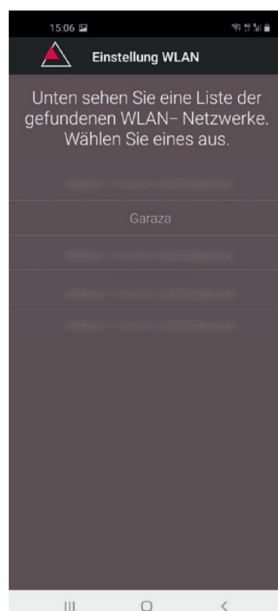 15:06
Einstellung WLAN
Unten sehen Sie eine Liste der
gefundenen WLAN– Netzwerke.
Wählen Sie eines aus.
Garaza